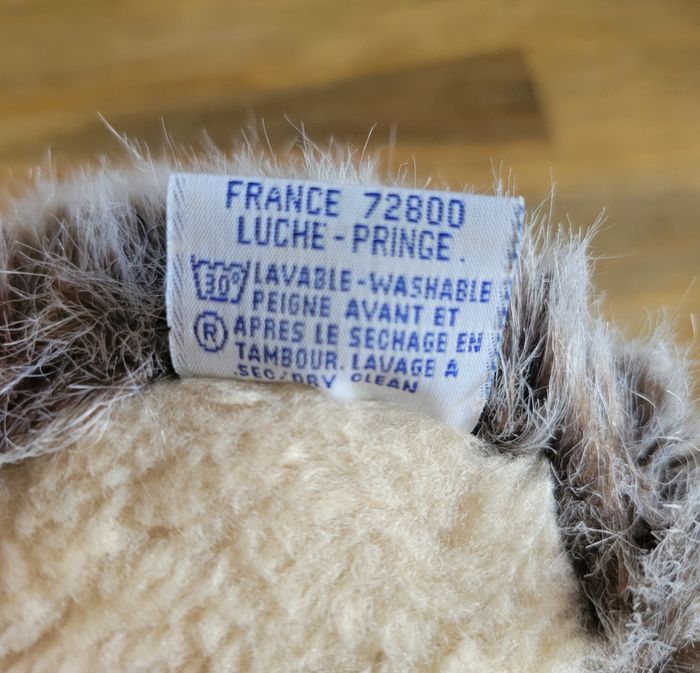 FRANCE 72800
LUCHE-PRINGE.
30° LAVABLE-WASHABLE
PEIGNE AVANT ET
® APRES LE SECHAGE EN
TAMBOUR. LAVAGE A
SEC/DRY CLEAN